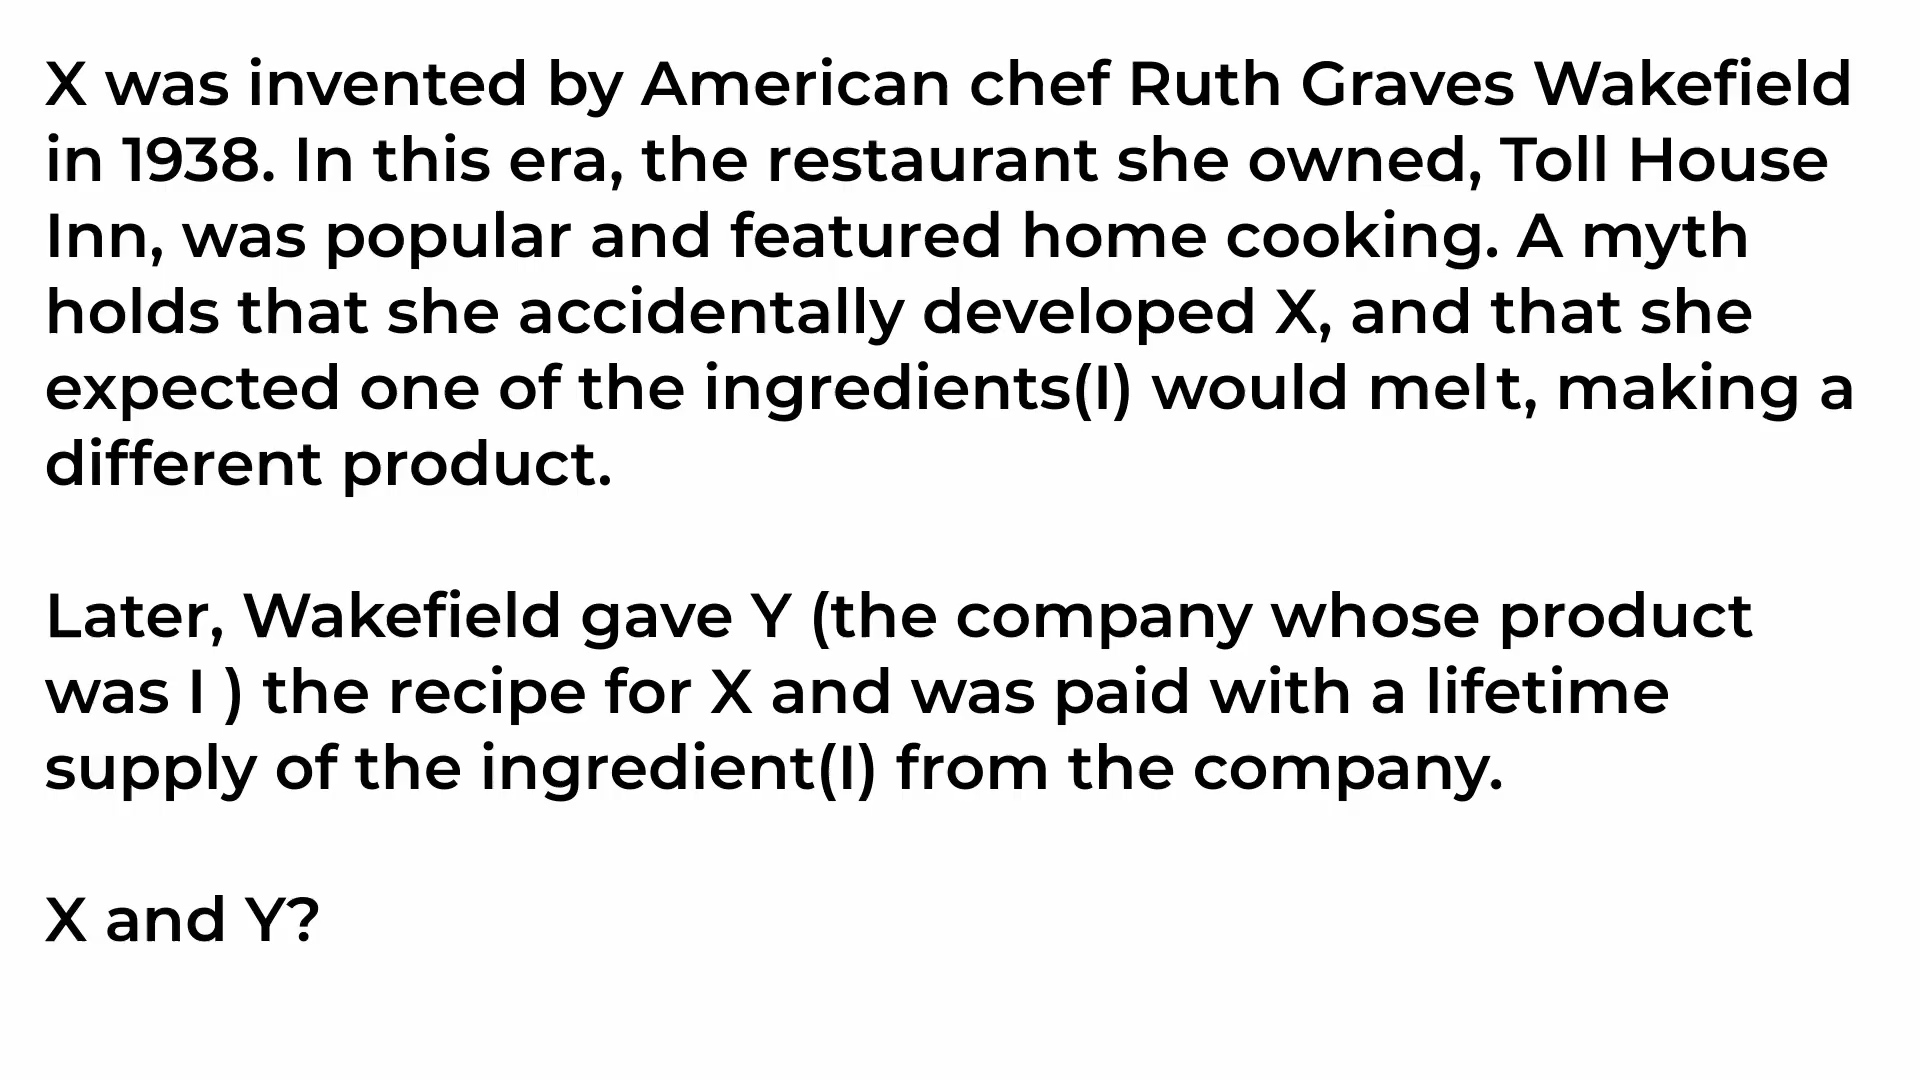 X was invented by American chef Ruth Graves Wakefield
in 1938. In this era, the restaurant she owned, Toll House
Inn, was popular and featured home cooking. A myth
holds that she accidentally developed X, and that she
expected one of the ingredients(I) would melt, making a
different product.
Later, Wakefield gave Y (the company whose product
was I ) the recipe for X and was paid with a lifetime
supply of the ingredient(I) from the company.
X and Y?